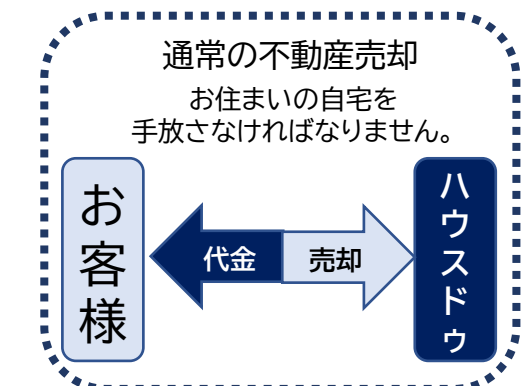 通常の不動産売却
お住まいの自宅を
手放さなければなりません。
お客様
代金
売却
ハウスドゥ